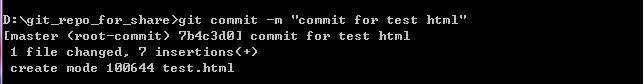 D:\git_repo_for_share>git commit -m "commit for test html"
[master (root-commit) 7b4c3d0] commit for test html
 1 file changed, 7 insertions(+)
 create mode 100644 test.html